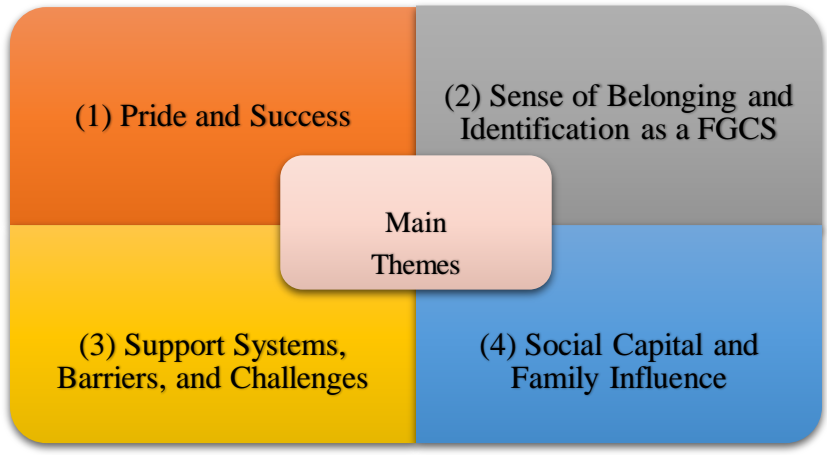 (1) Pride and Success
(2) Sense of Belonging and
Identification as a FGCS
Main
Themes
(3) Support Systems,
Barriers, and Challenges
(4) Social Capital and
Family Influence